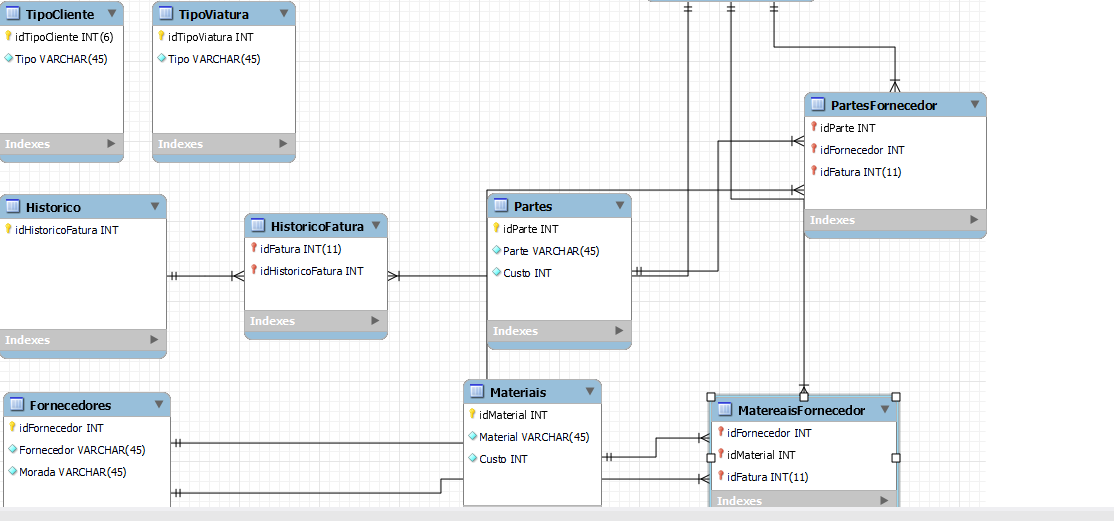 TipoCliente
idTipoCliente INT(6)
Tipo VARCHAR(45)
Indexes
TipoViatura
idTipoViatura INT
Tipo VARCHAR(45)
Indexes
PartesFornecedor
idParte INT
idFornecedor INT
idFatura INT(11)
Indexes
Historico
idHistoricoFatura INT
Indexes
HistoricoFatura
idFatura INT(11)
idHistoricoFatura INT
Indexes
Partes
idParte INT
Parte VARCHAR(45)
Custo INT
Indexes
Fornecedores
idFornecedor INT
Fornecedor VARCHAR(45)
Morada VARCHAR(45)
Materiais
idMaterial INT
Material VARCHAR(45)
Custo INT
MatereaisFornecedor
idFornecedor INT
idMaterial INT
idFatura INT(11)
Indexes